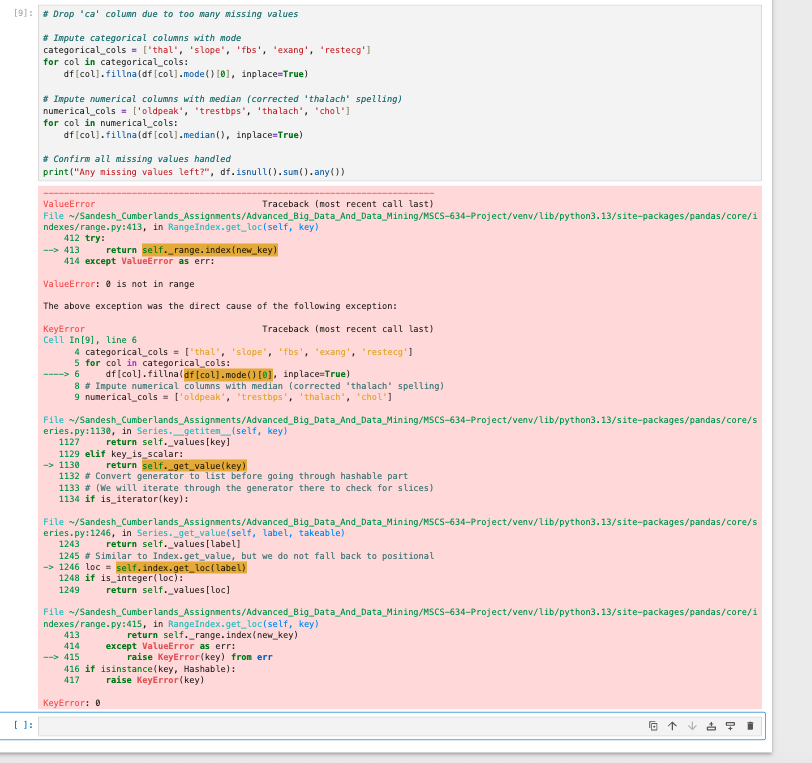 [9]: # Drop 'ca' column due to too many missing values
# Impute categorical columns with mode
categorical_cols = ['thal', 'slope', 'fbs', 'exang', 'restecg']
for col in categorical_cols:
    df[col].fillna(df[col].mode()[0], inplace=True)
# Impute numerical columns with median (corrected 'thalach' spelling)
numerical_cols = ['oldpeak', 'trestbps', 'thalach', 'chol']
for col in numerical_cols:
    df[col].fillna(df[col].median(), inplace=True)
# Confirm all missing values handled
print("Any missing values left?", df.isnull().sum().any())
---------------------------------------------------------------------------
ValueError                                Traceback (most recent call last)
File ~/Sandesh_Cumberlands_Assignments/Advanced_Big_Data_And_Data_Mining/MSCS-634-Project/venv/lib/python3.13/site-packages/pandas/core/i
ndexes/range.py:413, in RangeIndex.get_loc(self, key)
    412 try:
--> 413     return self._range.index(new_key)
    414 except ValueError as err:
ValueError: 0 is not in range
The above exception was the direct cause of the following exception:
KeyError                                  Traceback (most recent call last)
Cell In[9], line 6
      4 categorical_cols = ['thal', 'slope', 'fbs', 'exang', 'restecg']
      5 for col in categorical_cols:
----> 6     df[col].fillna(df[col].mode()[0], inplace=True)
      8 # Impute numerical columns with median (corrected 'thalach' spelling)
      9 numerical_cols = ['oldpeak', 'trestbps', 'thalach', 'chol']
File ~/Sandesh_Cumberlands_Assignments/Advanced_Big_Data_And_Data_Mining/MSCS-634-Project/venv/lib/python3.13/site-packages/pandas/core/s
eries.py:1130, in Series.__getitem__(self, key)
   1127     return self._values[key]
   1129 elif key_is_scalar:
-> 1130     return self._get_value(key)
   1132 # Convert generator to list before going through hashable part
   1133 # (We will iterate through the generator there to check for slices)
   1134 if is_iterator(key):
File ~/Sandesh_Cumberlands_Assignments/Advanced_Big_Data_And_Data_Mining/MSCS-634-Project/venv/lib/python3.13/site-packages/pandas/core/s
eries.py:1246, in Series._get_value(self, label, takeable)
   1243     return self._values[label]
   1245 # Similar to Index.get_value, but we do not fall back to positional
-> 1246 loc = self.index.get_loc(label)
   1248 if is_integer(loc):
   1249     return self._values[loc]
File ~/Sandesh_Cumberlands_Assignments/Advanced_Big_Data_And_Data_Mining/MSCS-634-Project/venv/lib/python3.13/site-packages/pandas/core/i
ndexes/range.py:415, in RangeIndex.get_loc(self, key)
    413         return self._range.index(new_key)
    414     except ValueError as err:
--> 415         raise KeyError(key) from err
    416 if isinstance(key, Hashable):
    417     raise KeyError(key)
KeyError: 0
[ ]: